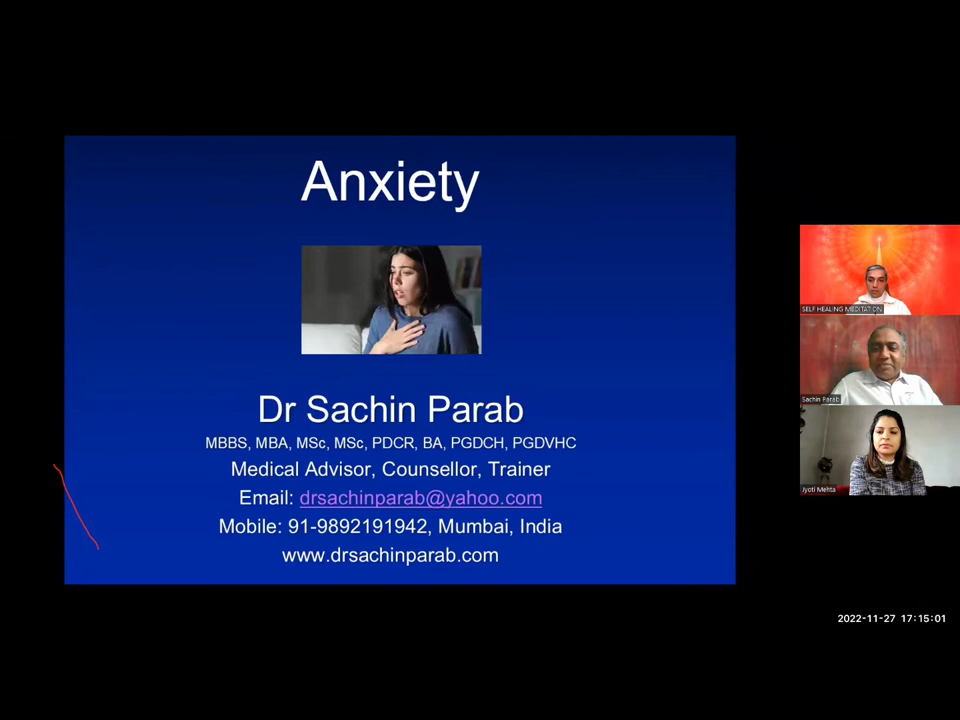 Anxiety
Dr Sachin Parab
MBBS, MBA, MSc, MSc, PDCR, BA, PGDCH, PGDVHC
Medical Advisor, Counsellor, Trainer
Email: drsachinparab@yahoo.com
Mobile: 91-9892191942, Mumbai, India
www.drsachinparab.com
SELF HEALING MEDITATION
Sachin Parab
Jyoti Mehta
2022-11-27 17:15:01